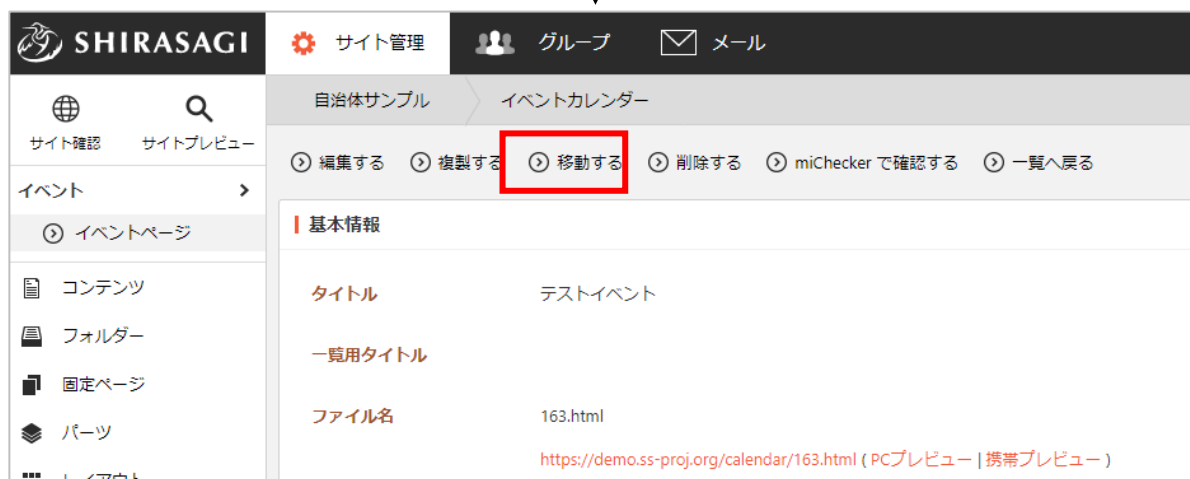 SHIRASAGI サイト管理 グループ メール
サイト確認 サイトプレビュー
自治体サンプル イベントカレンダー
編集する 複製する 移動する 削除する miChecker で確認する 一覧へ戻る
イベント
イベントページ
コンテンツ
フォルダー
固定ページ
パーツ
レイアウト
基本情報
タイトル テストイベント
一覧用タイトル
ファイル名 163.html
https://demo.ss-proj.org/calendar/163.html ( PCプレビュー | 携帯プレビュー )